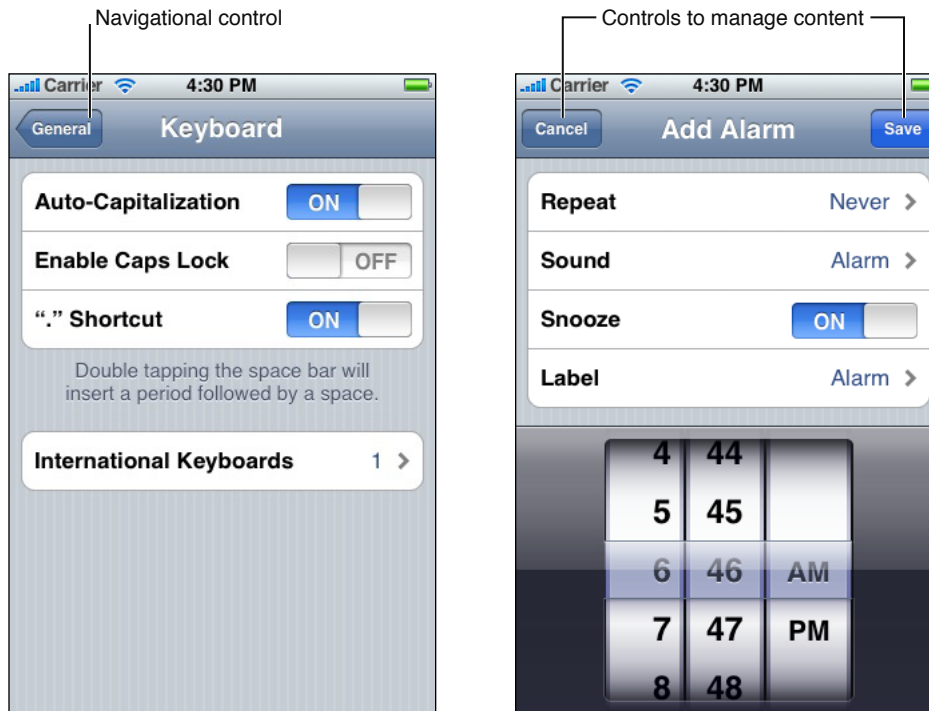 Navigational control
Controls to manage content
Carrier 4:30 PM
General Keyboard
Auto-Capitalization ON
Enable Caps Lock OFF
“.” Shortcut ON
Double tapping the space bar will
insert a period followed by a space.
International Keyboards 1
Carrier 4:30 PM
Cancel Add Alarm Save
Repeat Never
Sound Alarm
Snooze ON
Label Alarm
4 44
5 45
6 46 AM
7 47 PM
8 48